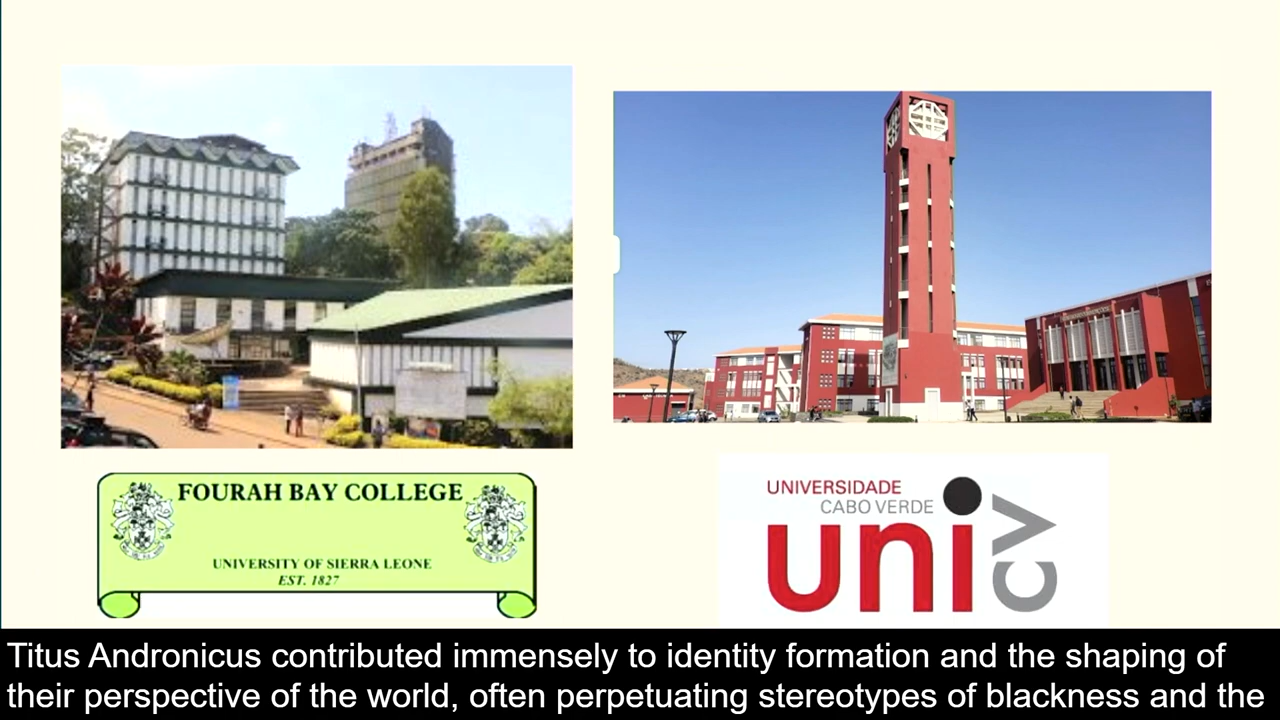 FOURAH BAY COLLEGE
UNIVERSITY OF SIERRA LEONE
EST. 1827
UNIVERSIDADE
CABO VERDE
uni
CV
Titus Andronicus contributed immensely to identity formation and the shaping of
their perspective of the world, often perpetuating stereotypes of blackness and the